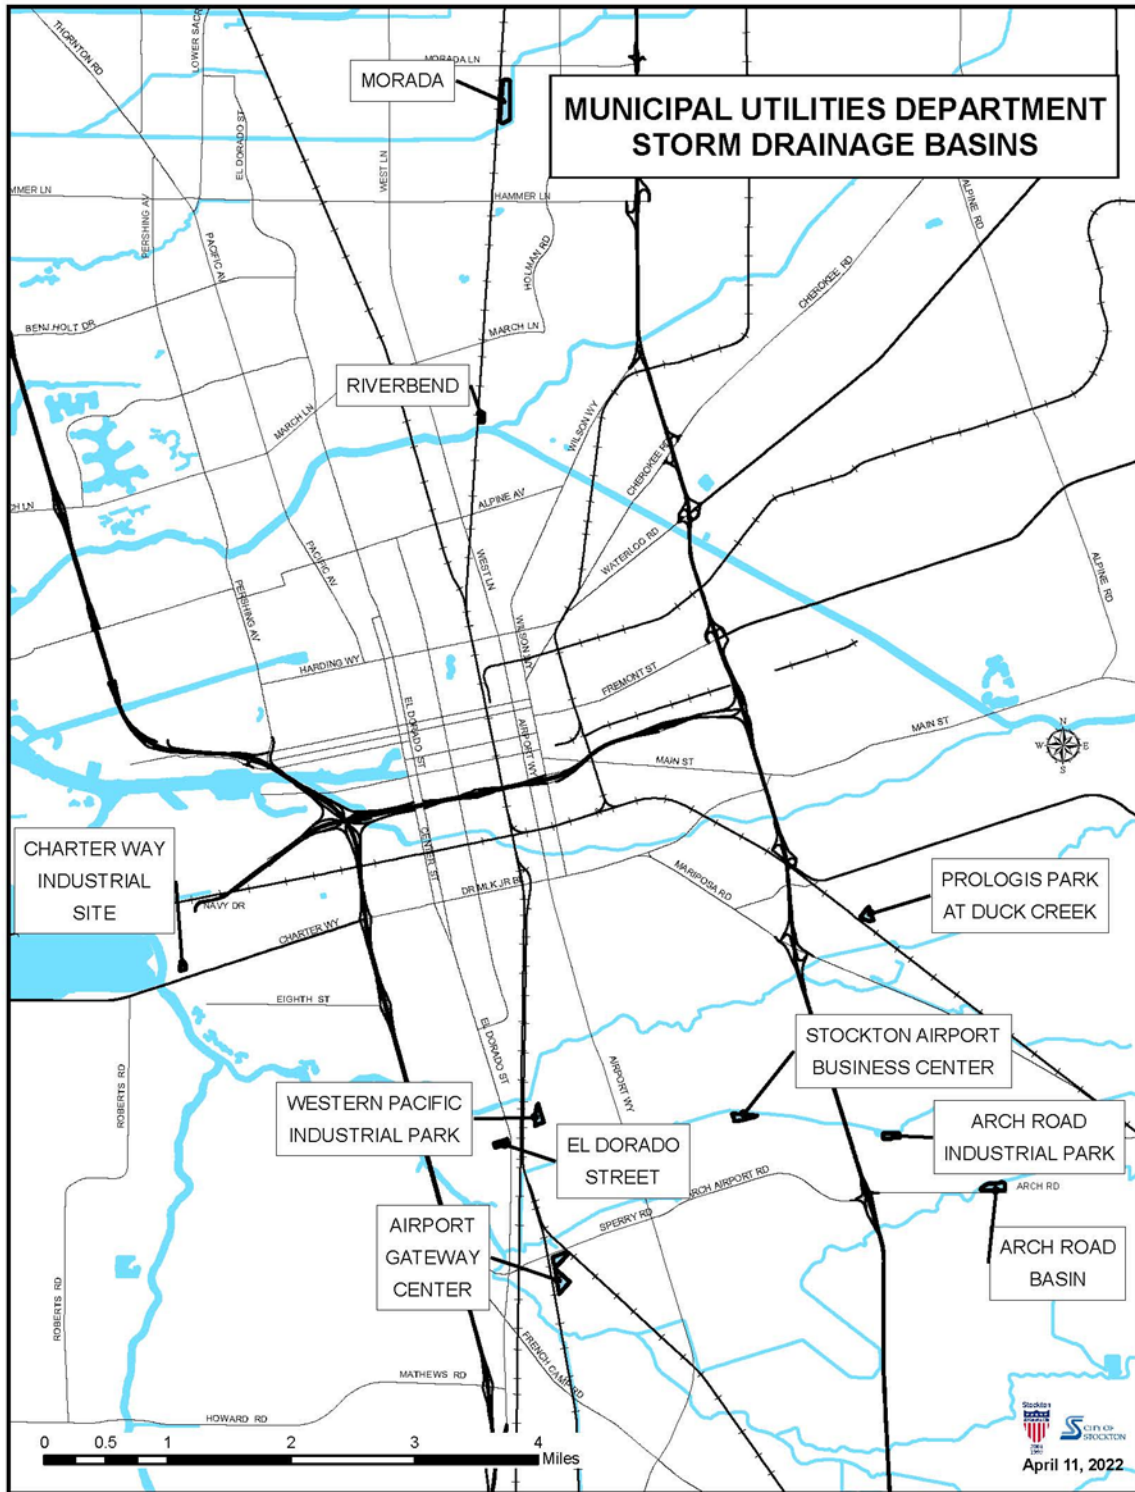 THORNTON RD
LOWER SACR
MORADA LN
MORADA
MUNICIPAL UTILITIES DEPARTMENT
STORM DRAINAGE BASINS
EL DORADO ST
WEST LN
MMER LN
HAMMER LN
ALPINE RD
PERSHING AV
PACIFIC AV
HOLMAN RD
CHEROKEE RD
BENJ.HOLT DR
MARCH LN
RIVERBEND
MARCH LN
WILSON WY
CHEROKEE RD
CH LN
ALPINE AV
PACIFIC AV
WEST LN
WATERLOO RD
ALPINE RD
PERSHING AV
WILSON WY
HARDING WY
FREMONT ST
EL DORADO ST
AIRPORT WY
MAIN ST
N
W
E
S
MAIN ST
CHARTER WAY
INDUSTRIAL
SITE
CENTER ST
MARIPOSA RD
PROLOGIS PARK
AT DUCK CREEK
DR MLK JR BL
NAVY DR
CHARTER WY
EIGHTH ST
STOCKTON AIRPORT
BUSINESS CENTER
EL DORADO ST
AIRPORT WY
ROBERTS RD
WESTERN PACIFIC
INDUSTRIAL PARK
ARCH ROAD
INDUSTRIAL PARK
EL DORADO
STREET
ARCH AIRPORT RD
ARCH RD
SPERRY RD
AIRPORT
GATEWAY
CENTER
ARCH ROAD
BASIN
ROBERTS RD
FRENCH CAMP RD
MATHEWS RD
HOWARD RD
Stockton
CITY OF
STOCKTON
0 0.5 1 2 3 4
Miles
April 11, 2022